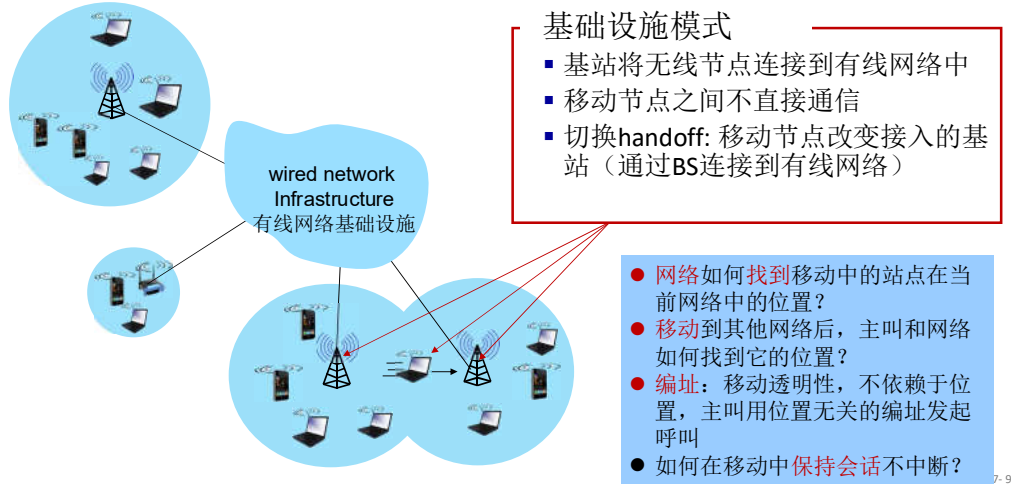 基础设施模式
▪ 基站将无线节点连接到有线网络中
▪ 移动节点之间不直接通信
▪ 切换handoff: 移动节点改变接入的基
站（通过BS连接到有线网络）
wired network
Infrastructure
有线网络基础设施
● 网络如何找到移动中的站点在当
前网络中的位置？
● 移动到其他网络后，主叫和网络
如何找到它的位置？
● 编址：移动透明性，不依赖于位
置，主叫用位置无关的编址发起
呼叫
● 如何在移动中保持会话不中断？
7- 9